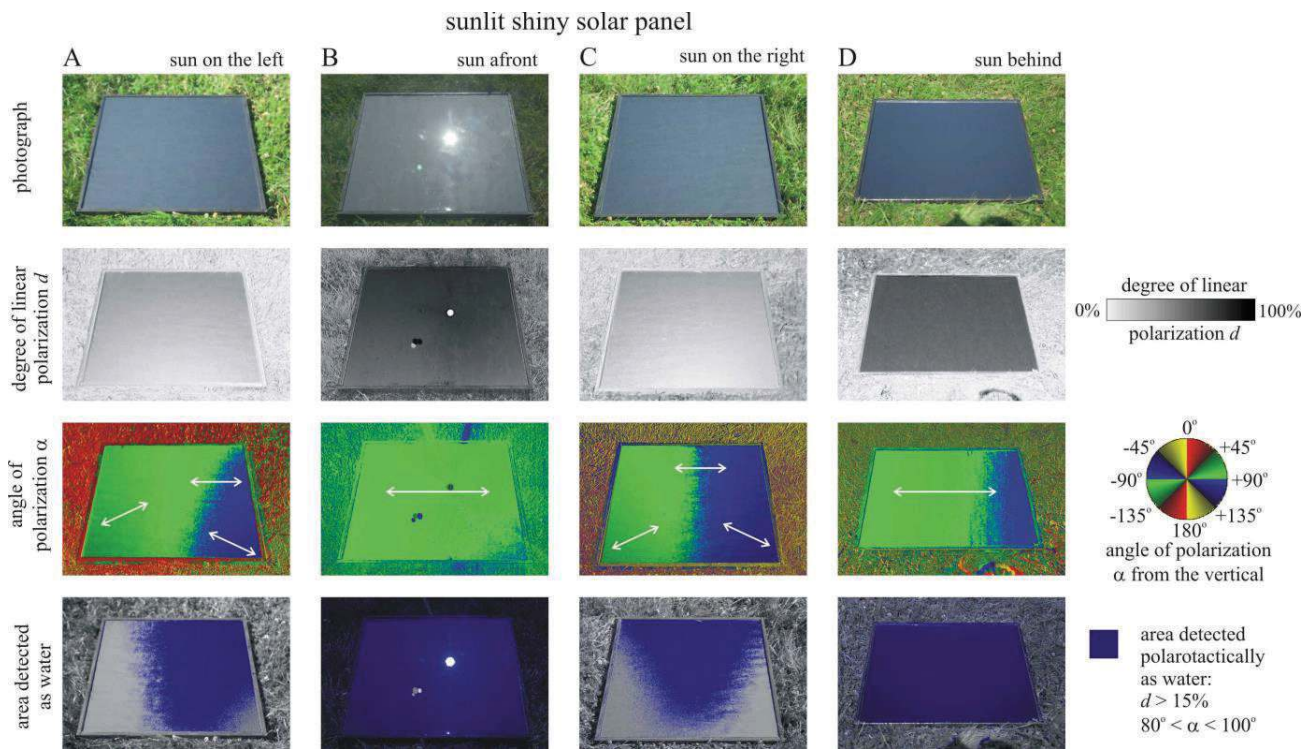 sunlit shiny solar panel
A
sun on the left
B
sun afront
C
sun on the right
D
sun behind
photograph
degree of linear
polarization d
degree of linear
0%
100%
polarization d
angle of
polarization α
0°
-45°
+45°
-90°
+90°
-135°
+135°
180°
angle of polarization
α from the vertical
area detected
as water
area detected
polarotactically
as water:
d > 15%
80° < α < 100°